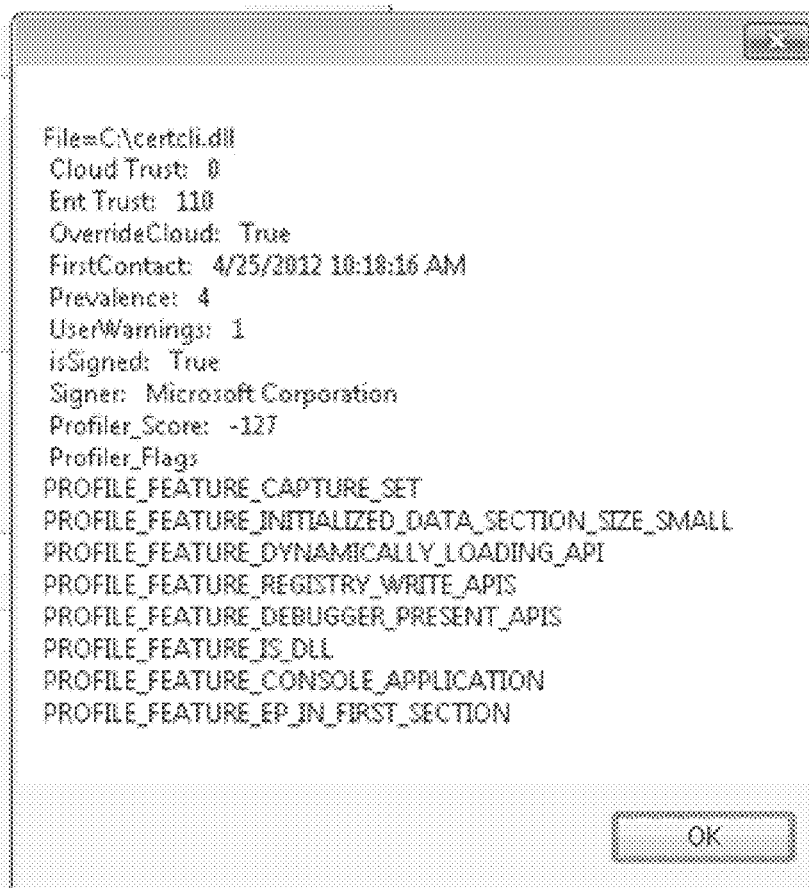 File=C:\certcli.dll
Cloud Trust: 0
Ent Trust: 110
OverrideCloud: True
FirstContact: 4/25/2012 10:18:16 AM
Prevalence: 4
UserWarnings: 1
isSigned: True
Signer: Microsoft Corporation
Profiler_Score: -127
Profiler_Flags
PROFILE_FEATURE_CAPTURE_SET
PROFILE_FEATURE_INITIALIZED_DATA_SECTION_SIZE_SMALL
PROFILE_FEATURE_DYNAMICALLY_LOADING_API
PROFILE_FEATURE_REGISTRY_WRITE_APIS
PROFILE_FEATURE_DEBUGGER_PRESENT_APIS
PROFILE_FEATURE_IS_DLL
PROFILE_FEATURE_CONSOLE_APPLICATION
PROFILE_FEATURE_EP_IN_FIRST_SECTION
OK